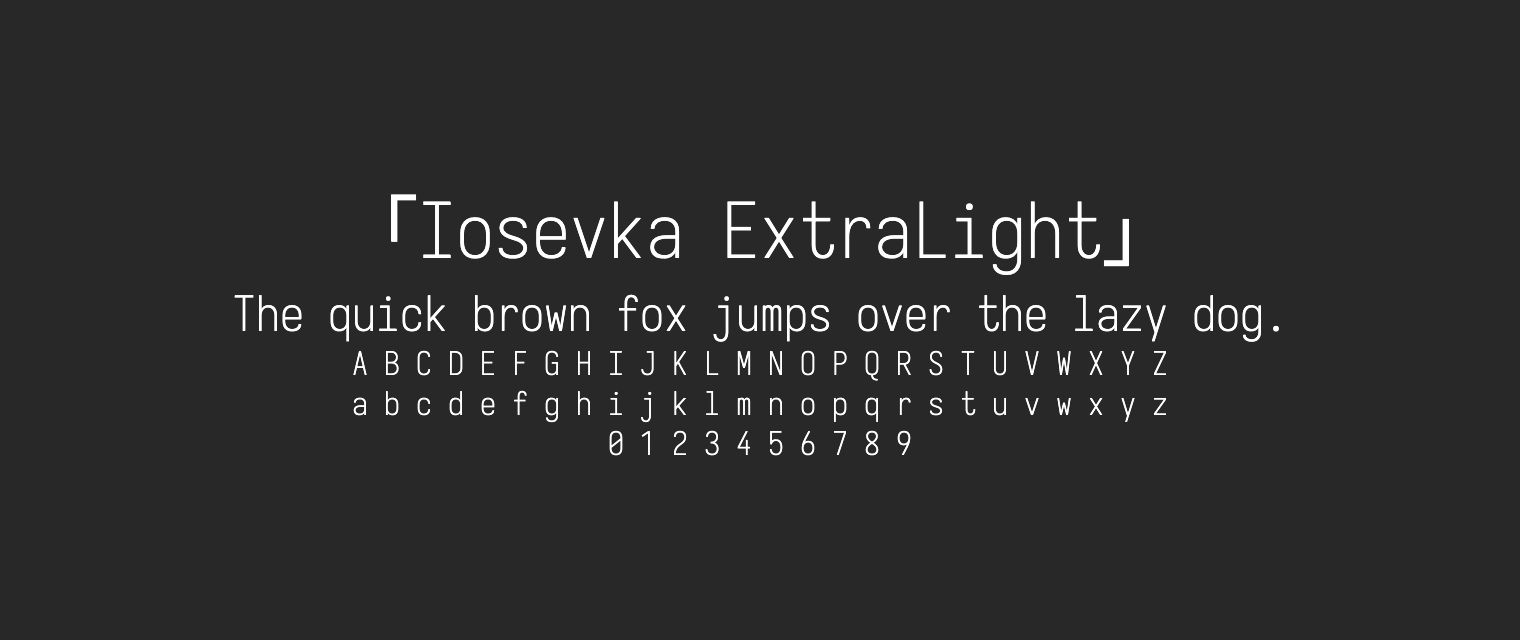 「Iosevka ExtraLight」
The quick brown fox jumps over the lazy dog.
A B C D E F G H I J K L M N O P Q R S T U V W X Y Z
a b c d e f g h i j k l m n o p q r s t u v w x y z
0 1 2 3 4 5 6 7 8 9